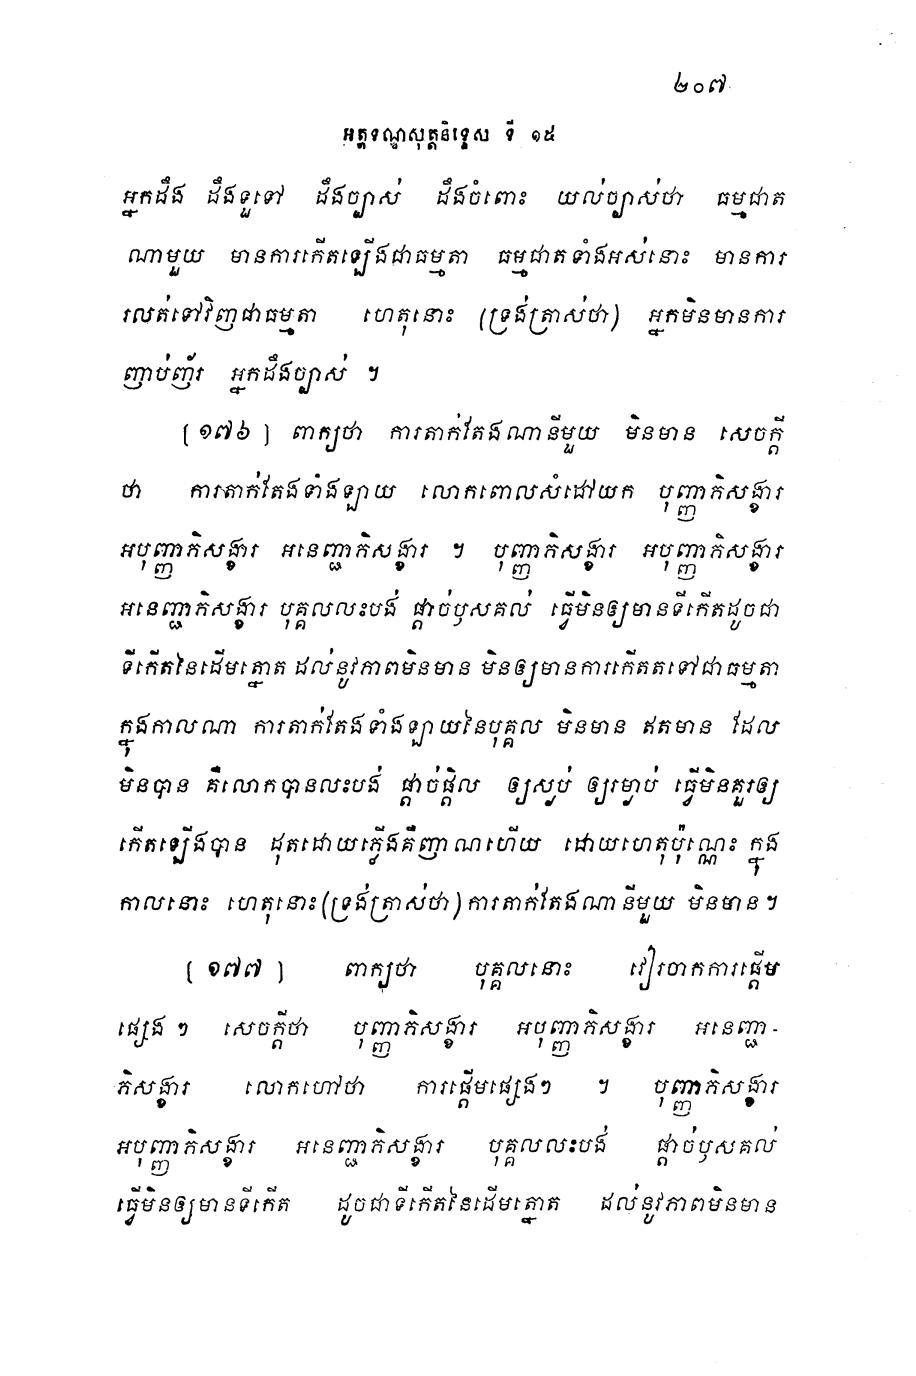 ២០៧
អត្តទណ្ឌសុត្តនិទ្ទេស ទី ១៥
អ្នកដឹង ដឹងទួទៅ ដឹងច្បាស់ ដឹងចំពោះ យល់ច្បាស់ថា ធម្មជាត
ណាមួយ មានការកើតឡើងជាធម្មតា ធម្មជាតទាំងអស់នោះ មានការ
រលត់ទៅវិញជាធម្មតា ហេតុនោះ (ទ្រង់ត្រាស់ថា) អ្នកមិនមានការ
ញាប់ញ័រ អ្នកដឹងច្បាស់ ។
(១៧៦) ពាក្យថា ការតាក់តែងណានីមួយ មិនមាន សេចក្តី
ថា ការតាក់តែងទាំងឡាយ លោកពោលសំដៅយក បុញ្ញាភិសង្ខារ
អបុញ្ញាភិសង្ខារ អនេញ្ជាភិសង្ខារ ។ បុញ្ញាភិសង្ខារ អបុញ្ញាភិសង្ខារ
អនេញ្ជាភិសង្ខារ បុគ្គលលះបង់ ផ្តាច់ឫសគល់ ធ្វើមិនឲ្យមានទីកើតដូចជា
ទីកើតនៃដើមត្នោត ដល់នូវភាពមិនមាន មិនឲ្យមានការកើតតទៅជាធម្មតា
ក្នុងកាលណា ការតាក់តែងទាំងឡាយនៃបុគ្គល មិនមាន ឥតមាន ដែល
មិនបាន គឺលោកបានលះបង់ ផ្តាច់ផ្តិល ឲ្យស្ងប់ ឲ្យរម្ងាប់ ធ្វើមិនគួរឲ្យ
កើតឡើងបាន ដុតដោយភ្លើងគឺញាណហើយ ដោយហេតុប៉ុណ្ណេះ ក្នុង
កាលនោះ ហេតុនោះ(ទ្រង់ត្រាស់ថា)ការតាក់តែងណានីមួយ មិនមាន។
(១៧៧) ពាក្យថា បុគ្គលនោះ វៀរចាកការផ្តើម
ផ្សេង ៗ សេចក្តីថា បុញ្ញាភិសង្ខារ អបុញ្ញាភិសង្ខារ អនេញ្ជា-
ភិសង្ខារ លោកហៅថា ការផ្តើមផ្សេងៗ ។ បុញ្ញាភិសង្ខារ
អបុញ្ញាភិសង្ខារ អនេញ្ជាភិសង្ខារ បុគ្គលលះបង់ ផ្តាច់ឫសគល់
ធ្វើមិនឲ្យមានទីកើត ដូចជាទីកើតនៃដើមត្នោត ដល់នូវភាពមិនមាន